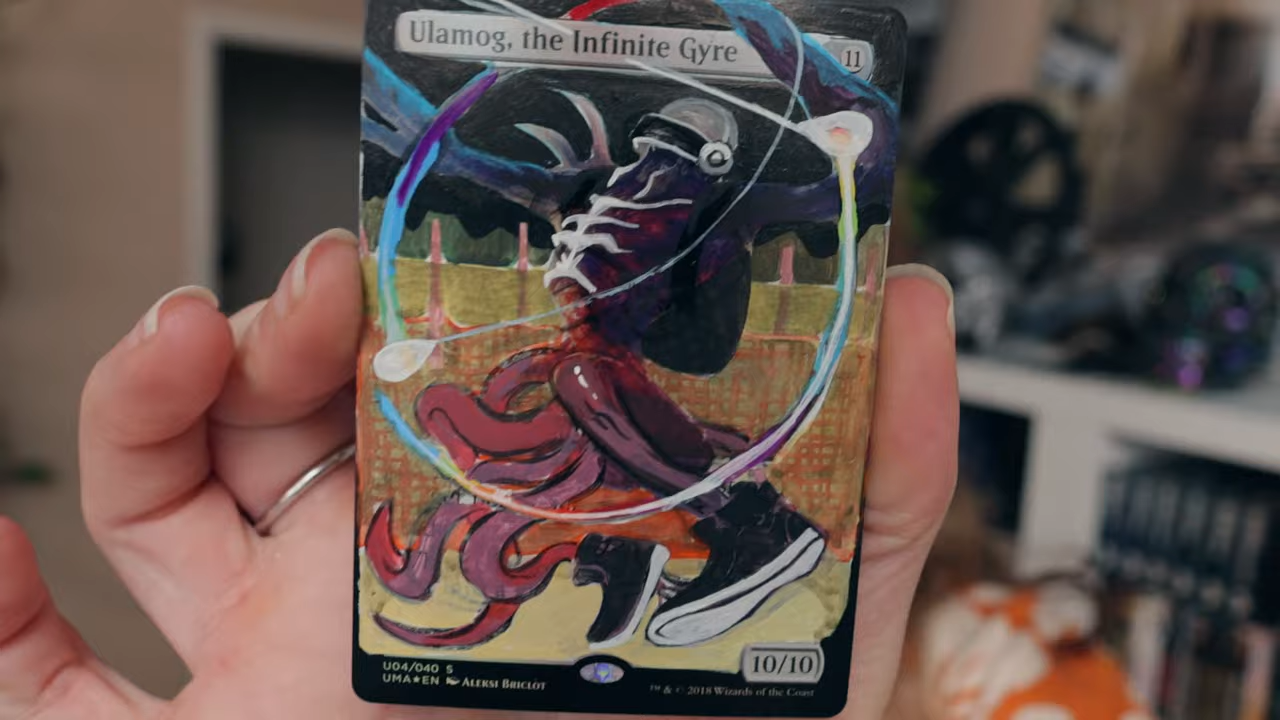 Ulamog, the Infinite Gyre 11
10/10
U04/040 S
UMA★EN Aleksi Briclot
™ & © 2018 Wizards of the Coast